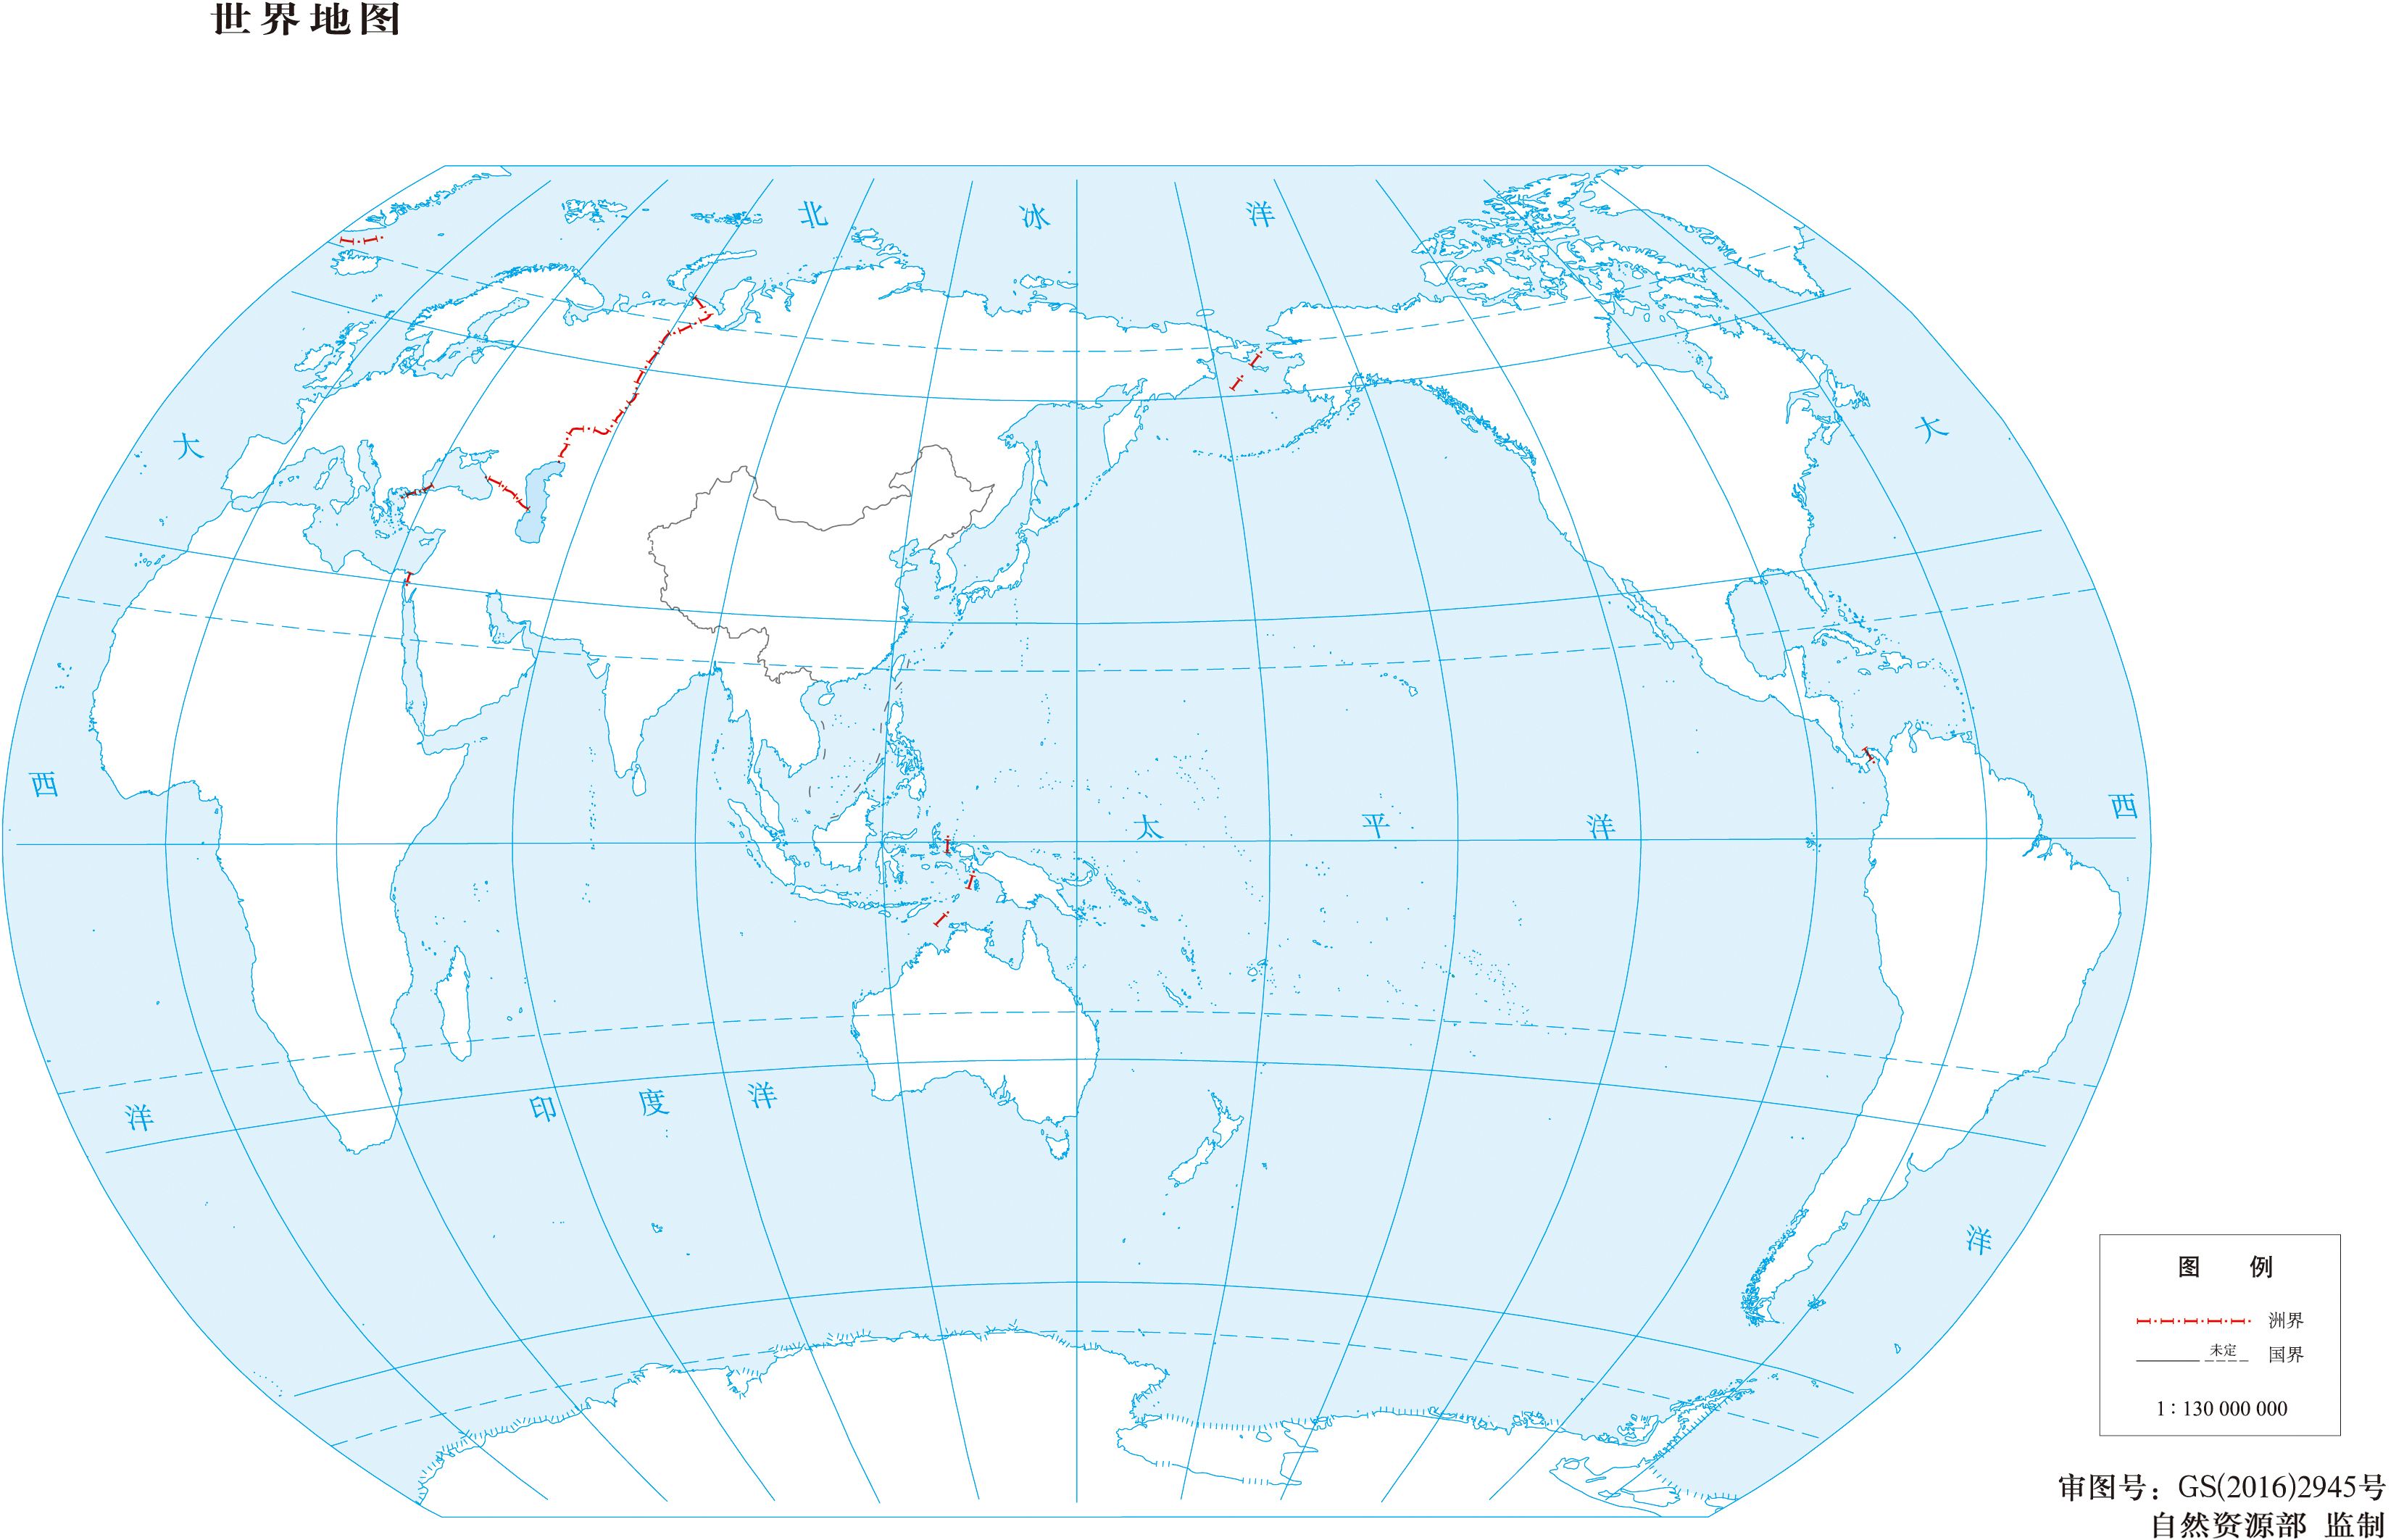 世界地图
北 冰 洋
大
大
西
太 平 洋
西
印 度 洋
洋
洋
图 例
洲界
未定
国界
1:130 000 000
审图号：GS(2016)2945号
自然资源部 监制